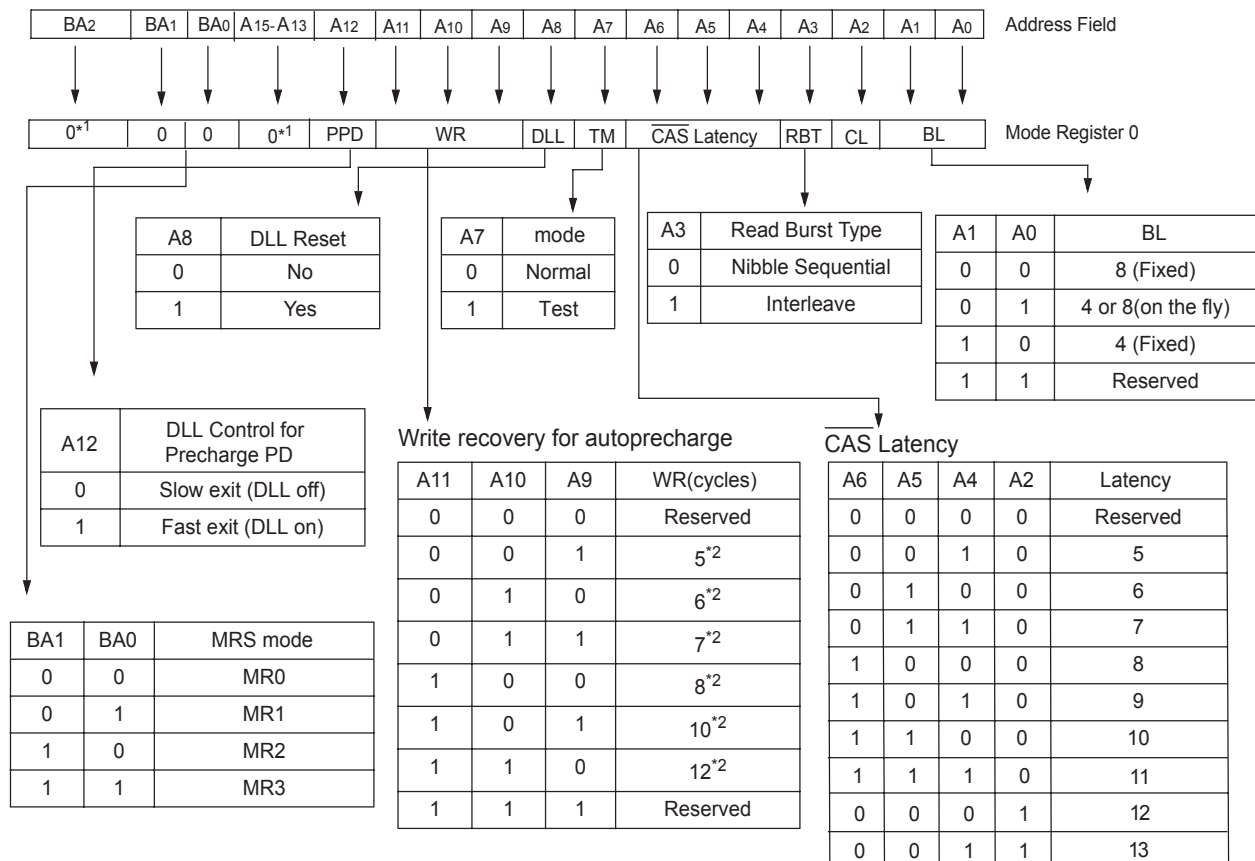 BA2 BA1 BA0 A15-A13 A12 A11 A10 A9 A8 A7 A6 A5 A4 A3 A2 A1 A0 Address Field
0*1 0 0 0*1 PPD WR DLL TM CAS Latency RBT CL BL Mode Register 0
A8 DLL Reset
0 No
1 Yes
A7 mode
0 Normal
1 Test
A3 Read Burst Type
0 Nibble Sequential
1 Interleave
A1 A0 BL
0 0 8 (Fixed)
0 1 4 or 8(on the fly)
1 0 4 (Fixed)
1 1 Reserved
A12 DLL Control for
Precharge PD
0 Slow exit (DLL off)
1 Fast exit (DLL on)
Write recovery for autoprecharge
A11 A10 A9 WR(cycles)
0 0 0 Reserved
0 0 1 5*2
0 1 0 6*2
0 1 1 7*2
1 0 0 8*2
1 0 1 10*2
1 1 0 12*2
1 1 1 Reserved
CAS Latency
A6 A5 A4 A2 Latency
0 0 0 0 Reserved
0 0 1 0 5
0 1 0 0 6
0 1 1 0 7
1 0 0 0 8
1 0 1 0 9
1 1 0 0 10
1 1 1 0 11
0 0 0 1 12
0 0 1 1 13
BA1 BA0 MRS mode
0 0 MR0
0 1 MR1
1 0 MR2
1 1 MR3